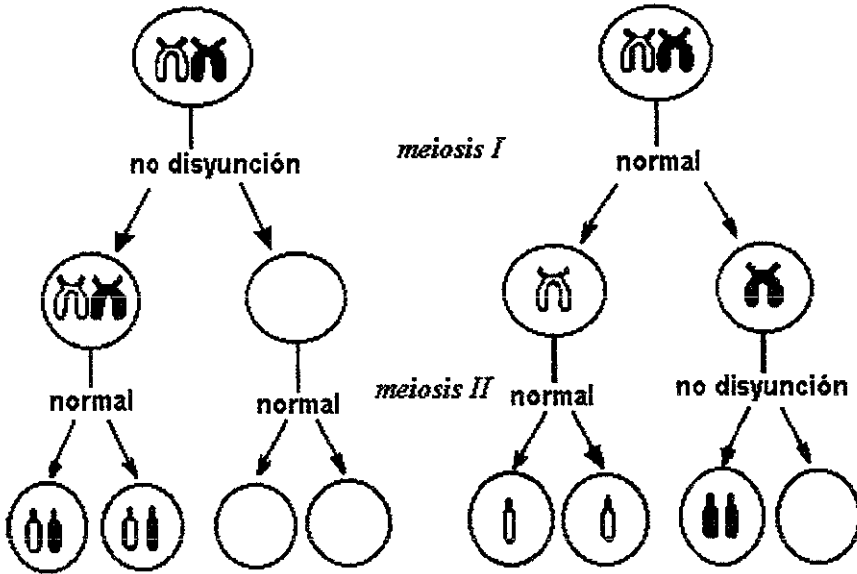 no disyunción
meiosis I
normal
normal
normal
meiosis II
normal
no disyunción